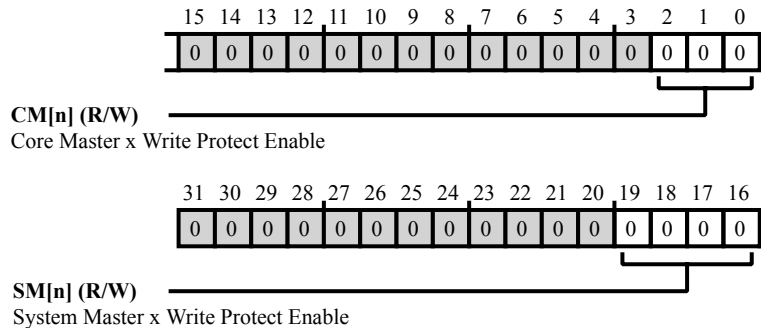 15 14 13 12 11 10 9 8 7 6 5 4 3 2 1 0
0 0 0 0 0 0 0 0 0 0 0 0 0 0 0 0
CM[n] (R/W)
Core Master x Write Protect Enable
31 30 29 28 27 26 25 24 23 22 21 20 19 18 17 16
0 0 0 0 0 0 0 0 0 0 0 0 0 0 0 0
SM[n] (R/W)
System Master x Write Protect Enable